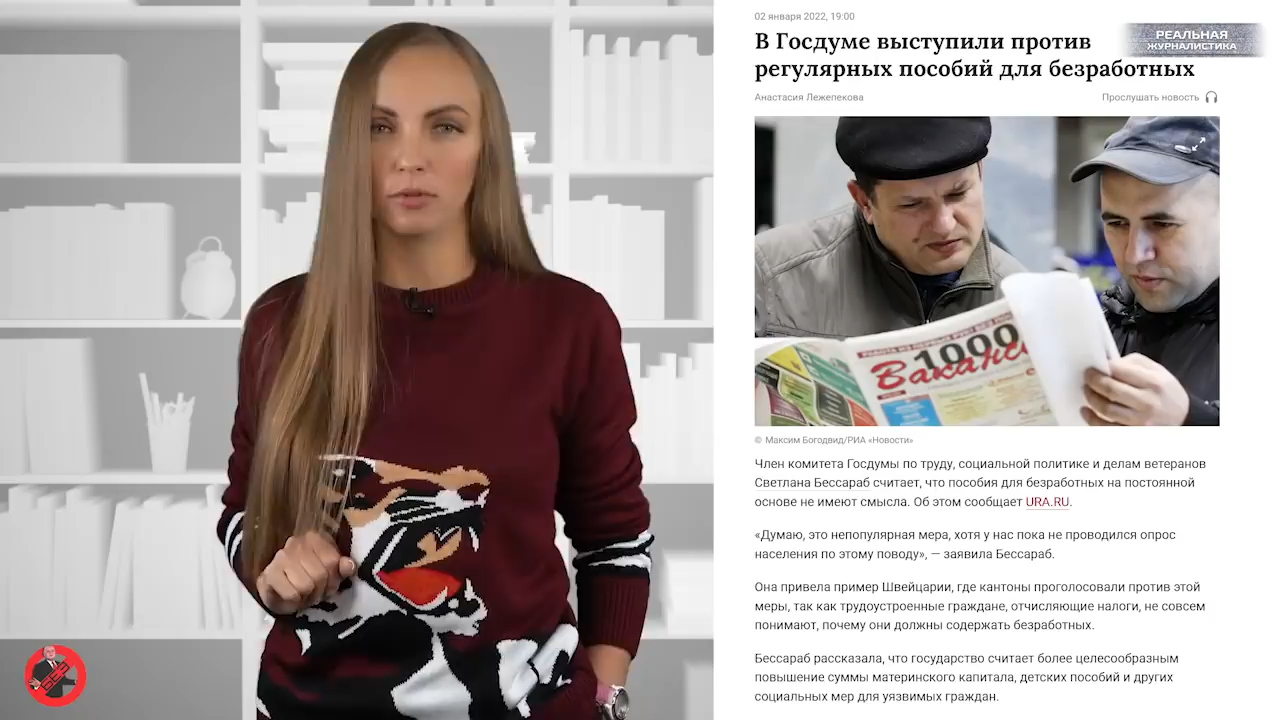 02 января 2022, 19:00
В Госдуме выступили против
регулярных пособий для безработных
РЕАЛЬНАЯ
ЖУРНАЛИСТИКА
Анастасия Лежепекова
Прослушать новость
1000
Вакансий
© Максим Богодвид/РИА «Новости»
Член комитета Госдумы по труду, социальной политике и делам ветеранов
Светлана Бессараб считает, что пособия для безработных на постоянной
основе не имеют смысла. Об этом сообщает URA.RU.
«Думаю, это непопулярная мера, хотя у нас пока не проводился опрос
населения по этому поводу», — заявила Бессараб.
Она привела пример Швейцарии, где кантоны проголосовали против этой
меры, так как трудоустроенные граждане, отчисляющие налоги, не совсем
понимают, почему они должны содержать безработных.
Бессараб рассказала, что государство считает более целесообразным
повышение суммы материнского капитала, детских пособий и других
социальных мер для уязвимых граждан.
БЕЗ